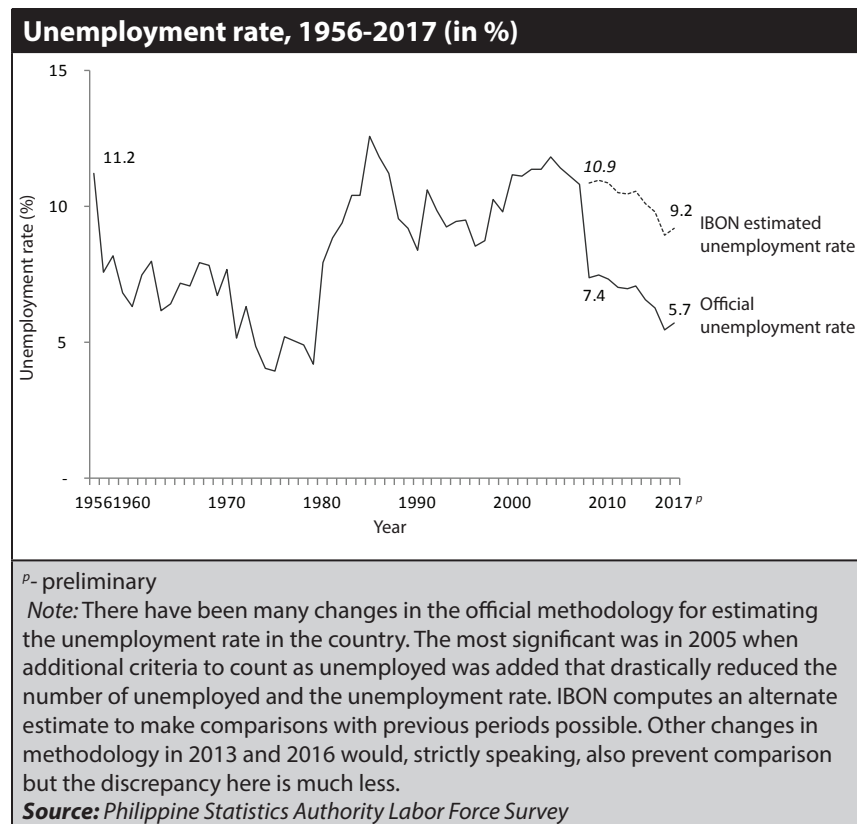 Unemployment rate, 1956-2017 (in %)
15
11.2
10.9
10
9.2
IBON estimated
unemployment rate
Unemployment rate (%)
7.4
5.7
Official
unemployment rate
5
-
1956 1960 1970 1980 1990 2000 2010 2017 p
Year
p- preliminary
Note: There have been many changes in the official methodology for estimating
the unemployment rate in the country. The most significant was in 2005 when
additional criteria to count as unemployed was added that drastically reduced the
number of unemployed and the unemployment rate. IBON computes an alternate
estimate to make comparisons with previous periods possible. Other changes in
methodology in 2013 and 2016 would, strictly speaking, also prevent comparison
but the discrepancy here is much less.
Source: Philippine Statistics Authority Labor Force Survey